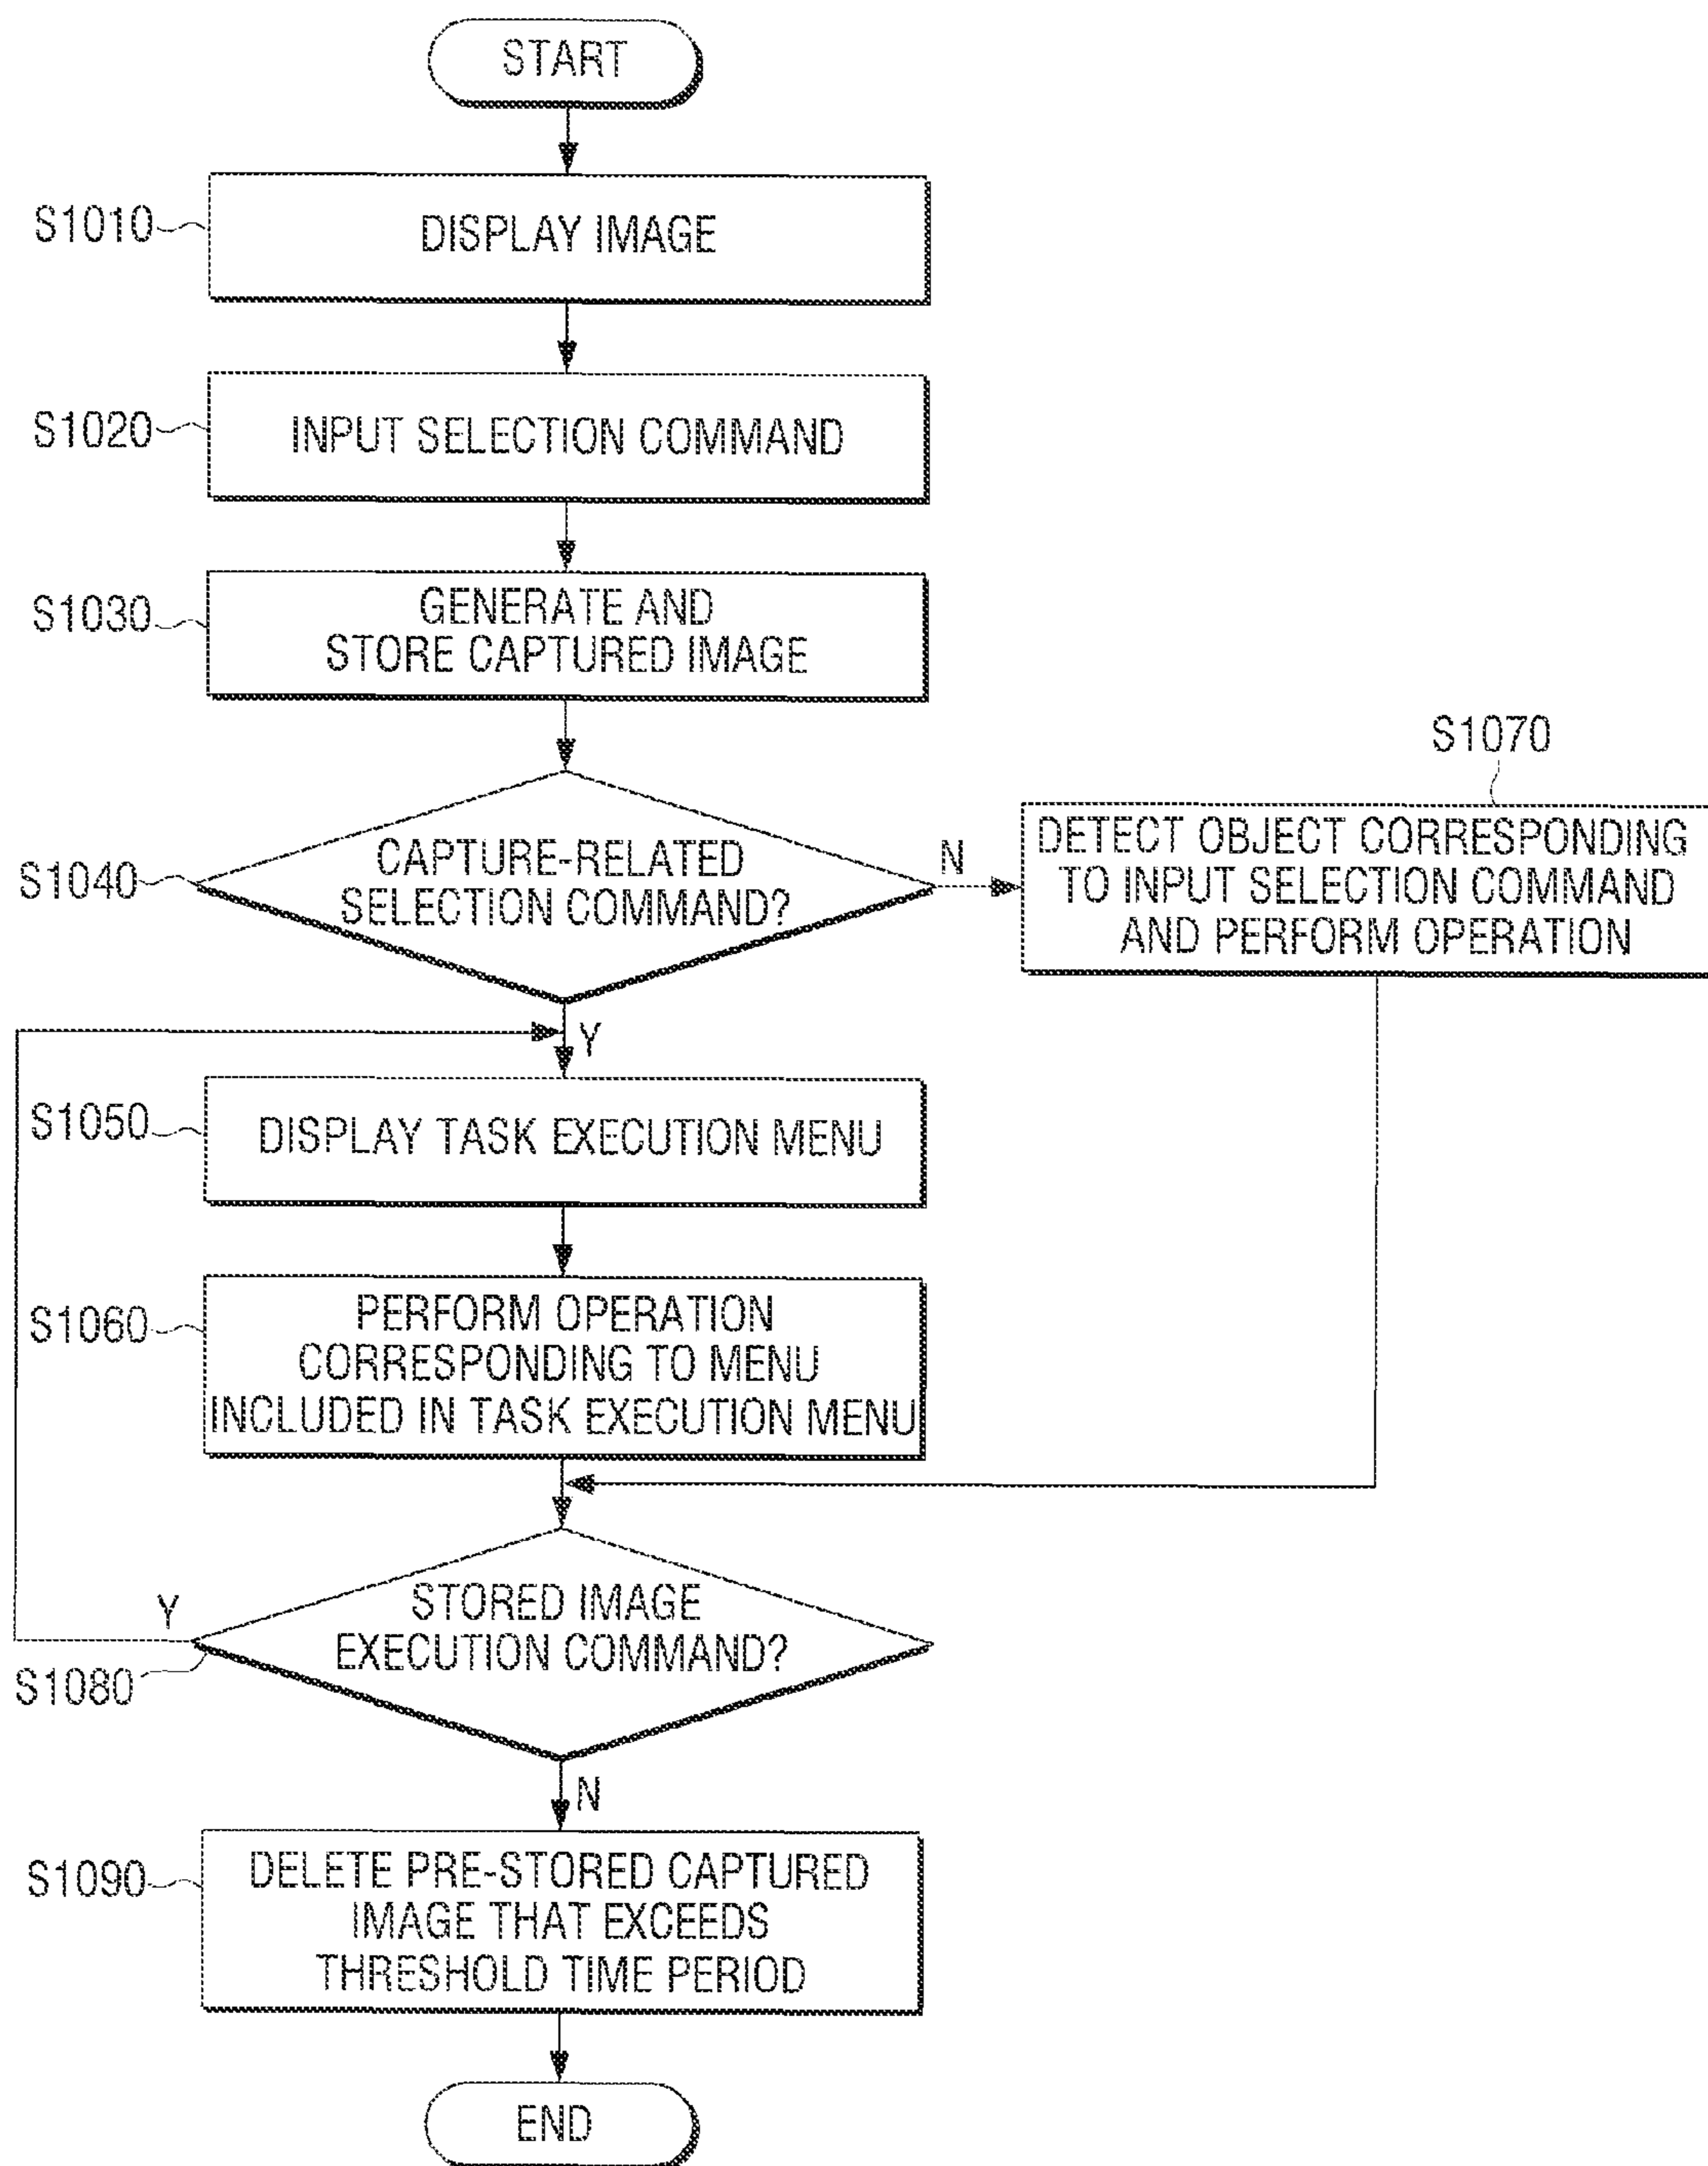 START
S1010
DISPLAY IMAGE
S1020
INPUT SELECTION COMMAND
S1030
GENERATE AND
STORE CAPTURED IMAGE
S1040
CAPTURE-RELATED
SELECTION COMMAND?
N
S1070
DETECT OBJECT CORRESPONDING
TO INPUT SELECTION COMMAND
AND PERFORM OPERATION
Y
S1050
DISPLAY TASK EXECUTION MENU
S1060
PERFORM OPERATION
CORRESPONDING TO MENU
INCLUDED IN TASK EXECUTION MENU
Y
S1080
STORED IMAGE
EXECUTION COMMAND?
N
S1090
DELETE PRE-STORED CAPTURED
IMAGE THAT EXCEEDS
THRESHOLD TIME PERIOD
END